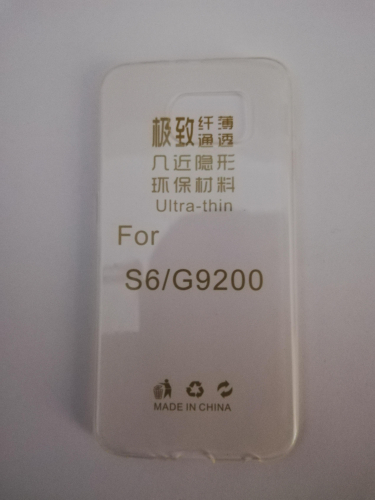 极致 纤薄
通透
几近隐形
环保材料
Ultra-thin
For
S6/G9200
MADE IN CHINA